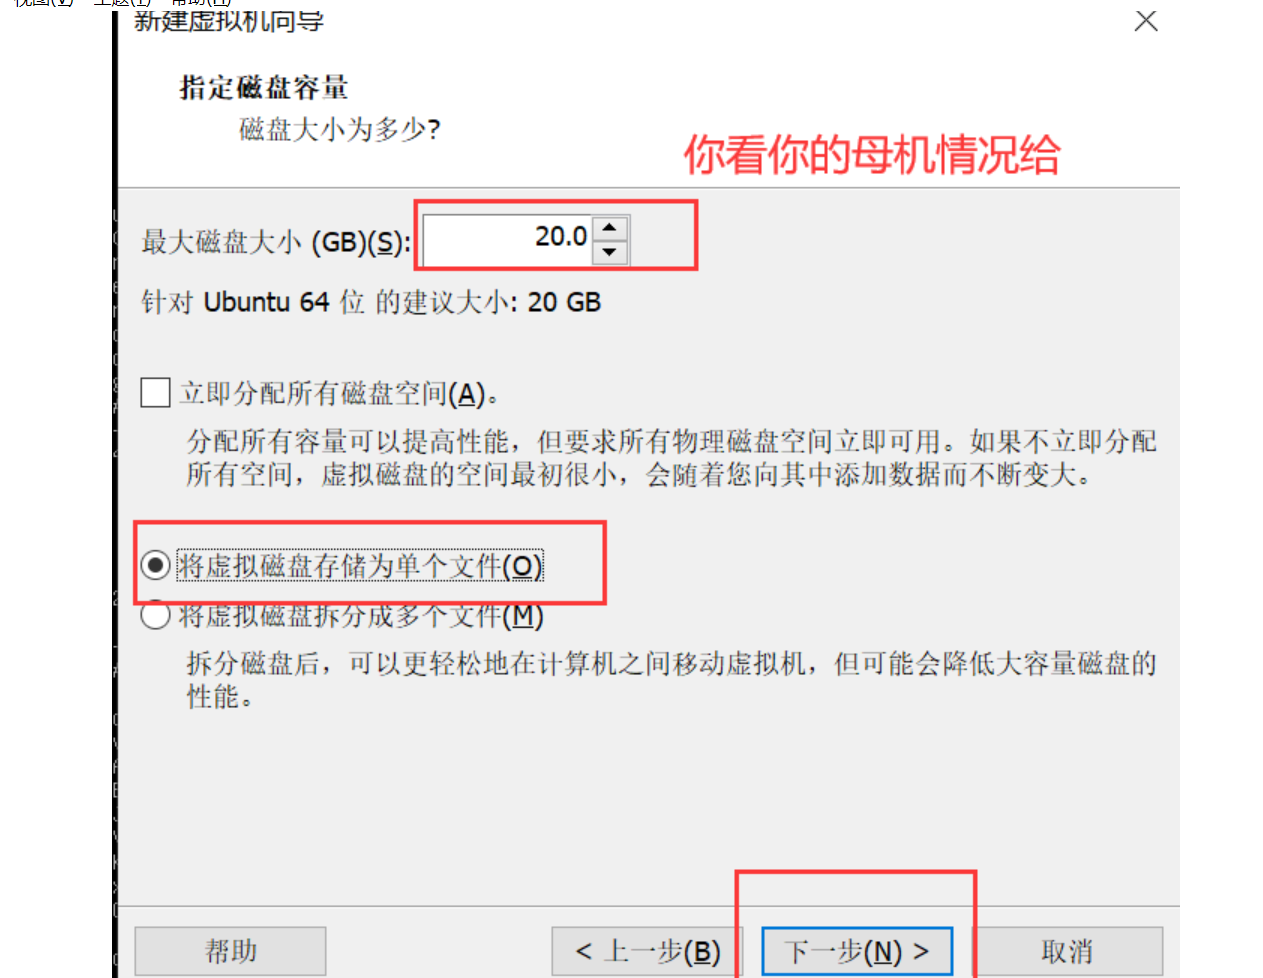 视图(V) 主题(T) 帮助(H)
新建虚拟机向导
指定磁盘容量
磁盘大小为多少?
你看你的母机情况给
最大磁盘大小 (GB)(S): 20.0
针对 Ubuntu 64 位 的建议大小: 20 GB
立即分配所有磁盘空间(A)。
分配所有容量可以提高性能，但要求所有物理磁盘空间立即可用。如果不立即分配
所有空间，虚拟磁盘的空间最初很小，会随着您向其中添加数据而不断变大。
将虚拟磁盘存储为单个文件(O)
将虚拟磁盘拆分成多个文件(M)
拆分磁盘后，可以更轻松地在计算机之间移动虚拟机，但可能会降低大容量磁盘的
性能。
帮助 < 上一步(B) 下一步(N) > 取消